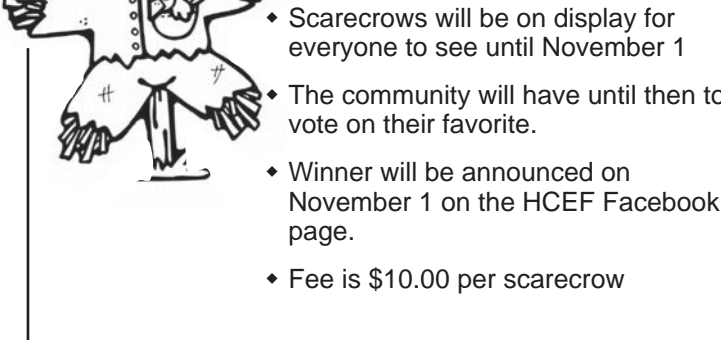 ◆ Scarecrows will be on display for
everyone to see until November 1
◆ The community will have until then to
vote on their favorite.
◆ Winner will be announced on
November 1 on the HCEF Facebook
page.
◆ Fee is $10.00 per scarecrow